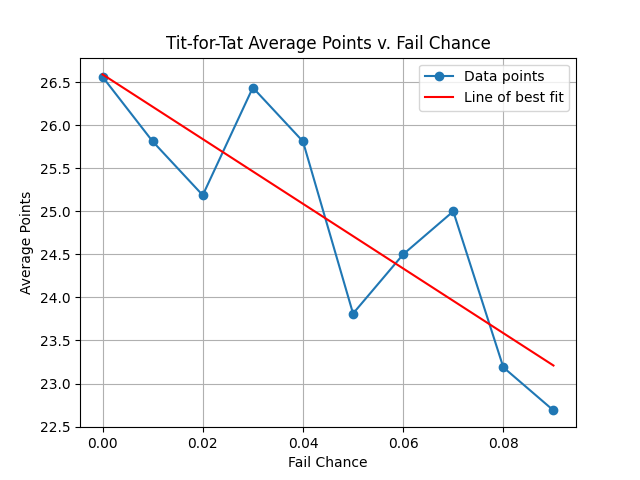 Tit-for-Tat Average Points v. Fail Chance
Data points
Line of best fit
Average Points
26.5
26.0
25.5
25.0
24.5
24.0
23.5
23.0
22.5
0.00 0.02 0.04 0.06 0.08
Fail Chance